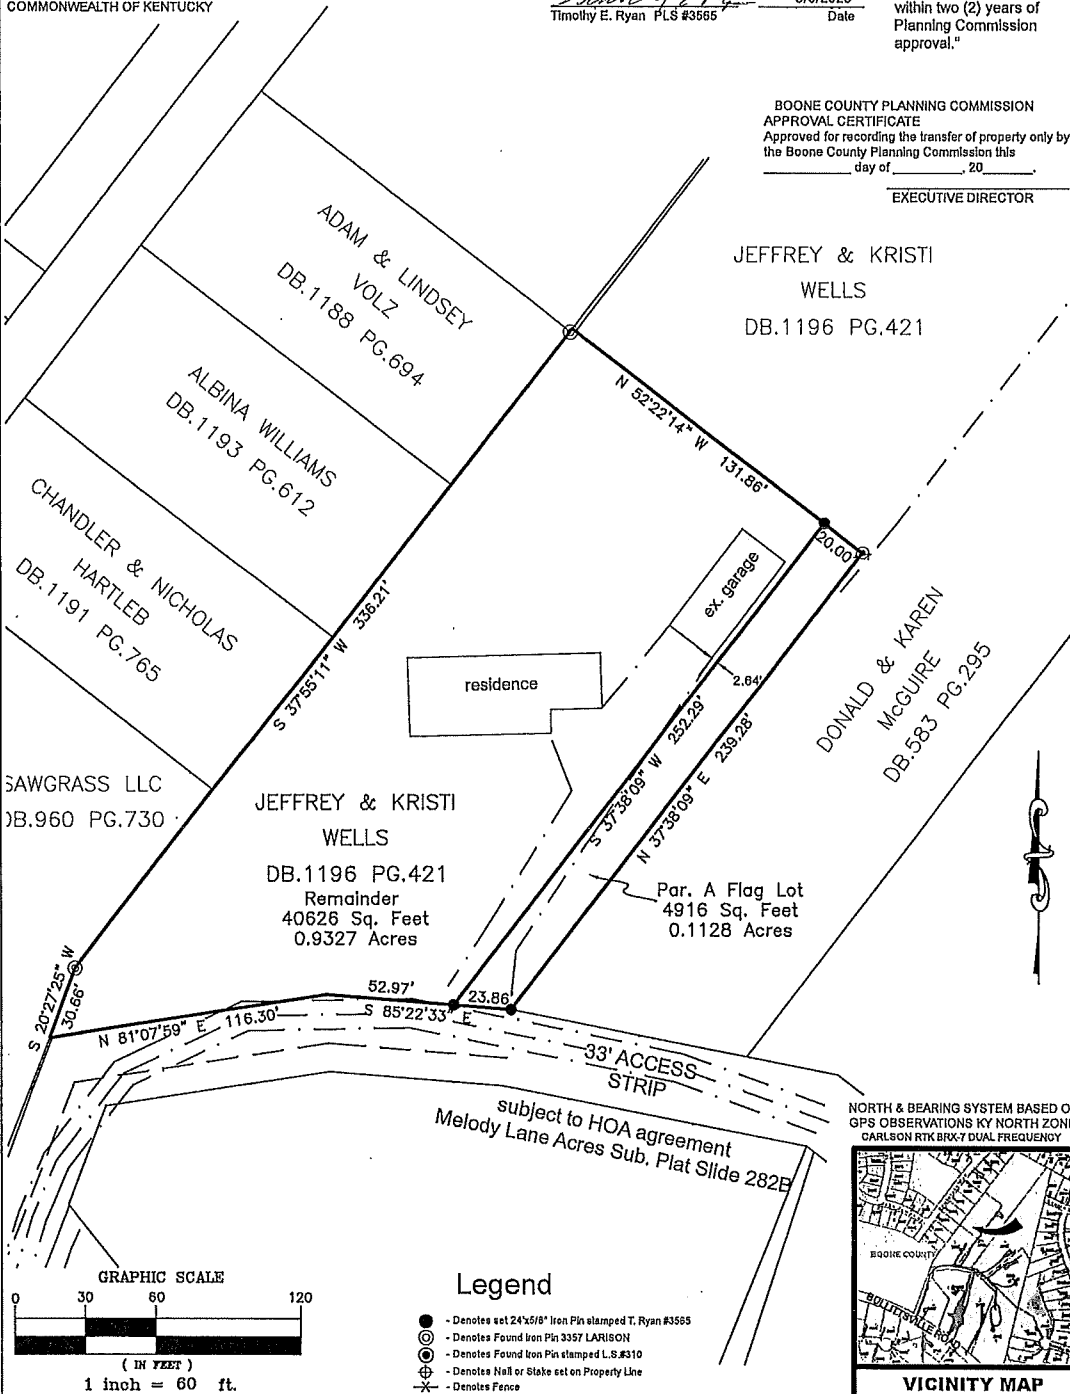 COMMONWEALTH OF KENTUCKY
Timothy E. Ryan PLS #3565
Date
within two (2) years of
Planning Commission
approval."
BOONE COUNTY PLANNING COMMISSION
APPROVAL CERTIFICATE
Approved for recording the transfer of property only by
the Boone County Planning Commission this
day of , 20 .
EXECUTIVE DIRECTOR
ADAM & LINDSEY
VOLZ
DB.1188 PG.694
JEFFREY & KRISTI
WELLS
DB.1196 PG.421
ALBINA WILLIAMS
DB.1193 PG.612
N 52°22'14" W 131.86'
20.00'
CHANDLER & NICHOLAS
HARTLEB
DB.1191 PG.765
S 37°55'11" W 336.21'
ex. garage
residence
2.64'
DONALD & KAREN
McGUIRE
DB.583 PG.295
S 37°38'09" W 252.29'
N 37°38'09" E 239.28'
SAWGRASS LLC
DB.960 PG.730
JEFFREY & KRISTI
WELLS
DB.1196 PG.421
Remainder
40626 Sq. Feet
0.9327 Acres
Par. A Flag Lot
4916 Sq. Feet
0.1128 Acres
S 20°27'25" W
30.66'
N 81°07'59" E 116.30'
52.97'
S 85°22'33" E
23.86'
33' ACCESS
STRIP
subject to HOA agreement
Melody Lane Acres Sub. Plat Slide 282B
NORTH & BEARING SYSTEM BASED O
GPS OBSERVATIONS KY NORTH ZONE
CARLSON RTK BRX-7 DUAL FREQUENCY
BOONE COUNTY
BULLITTSVILLE ROAD
VICINITY MAP
GRAPHIC SCALE
0 30 60 120
( IN FEET )
1 inch = 60 ft.
Legend
- Denotes set 24"x5/8" Iron Pin stamped T. Ryan #3565
- Denotes Found Iron Pin 3357 LARISON
- Denotes Found Iron Pin stamped L.S.#310
- Denotes Nail or Stake set on Property Line
- Denotes Fence